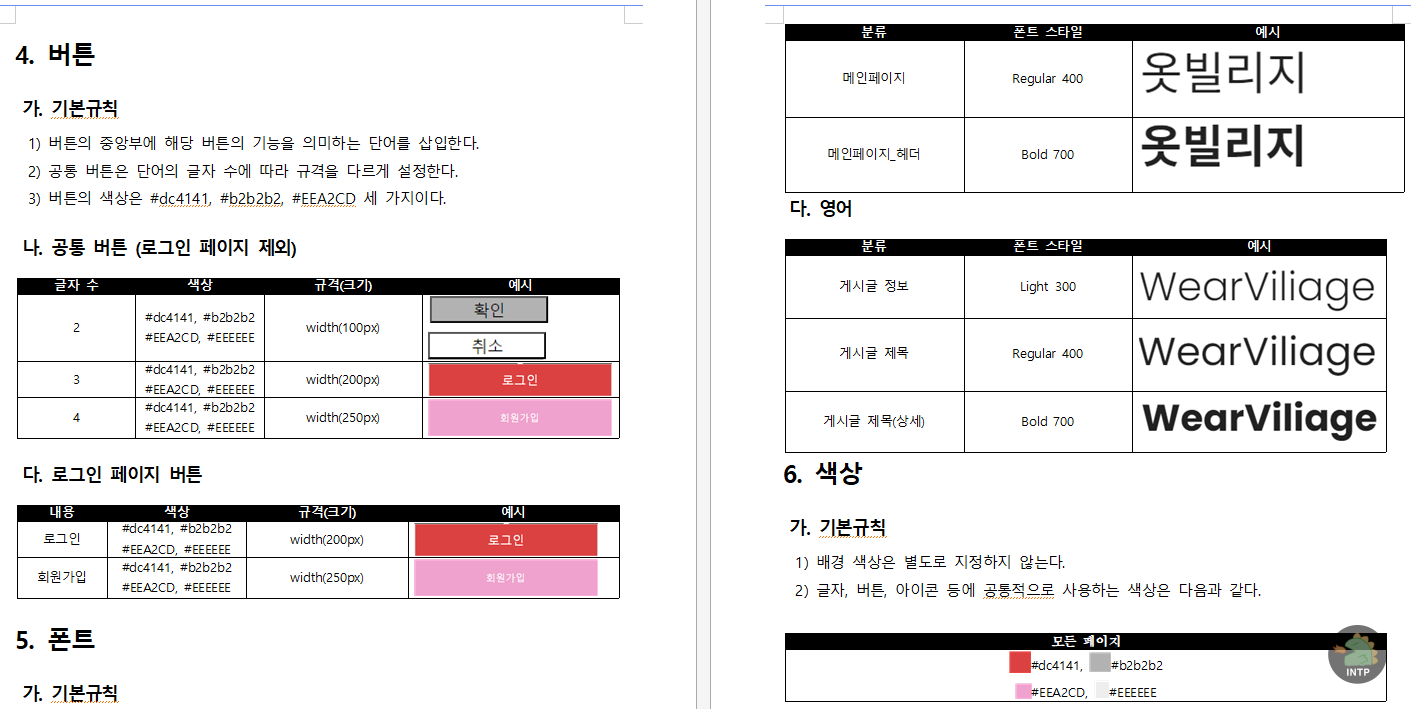 4. 버튼
가. 기본규칙
1) 버튼의 중앙부에 해당 버튼의 기능을 의미하는 단어를 삽입한다.
2) 공통 버튼은 단어의 글자 수에 따라 규격을 다르게 설정한다.
3) 버튼의 색상은 #dc4141, #b2b2b2, #EEA2CD 세 가지이다.
나. 공통 버튼 (로그인 페이지 제외)
글자 수 색상 규격(크기) 예시
2 #dc4141, #b2b2b2 #EEA2CD, #EEEEEE width(100px) 확인
취소
3 #dc4141, #b2b2b2 #EEA2CD, #EEEEEE width(200px) 로그인
4 #dc4141, #b2b2b2 #EEA2CD, #EEEEEE width(250px) 회원가입
다. 로그인 페이지 버튼
내용 색상 규격(크기) 예시
로그인 #dc4141, #b2b2b2 #EEA2CD, #EEEEEE width(200px) 로그인
회원가입 #dc4141, #b2b2b2 #EEA2CD, #EEEEEE width(250px) 회원가입
5. 폰트
가. 기본규칙
분류 폰트 스타일 예시
메인페이지 Regular 400 옷빌리지
메인페이지_헤더 Bold 700 옷빌리지
다. 영어
분류 폰트 스타일 예시
게시글 정보 Light 300 WearViliage
게시글 제목 Regular 400 WearViliage
게시글 제목(상세) Bold 700 WearViliage
6. 색상
가. 기본규칙
1) 배경 색상은 별도로 지정하지 않는다.
2) 글자, 버튼, 아이콘 등에 공통적으로 사용하는 색상은 다음과 같다.
모든 페이지
#dc4141, #b2b2b2
#EEA2CD, #EEEEEE
INTP